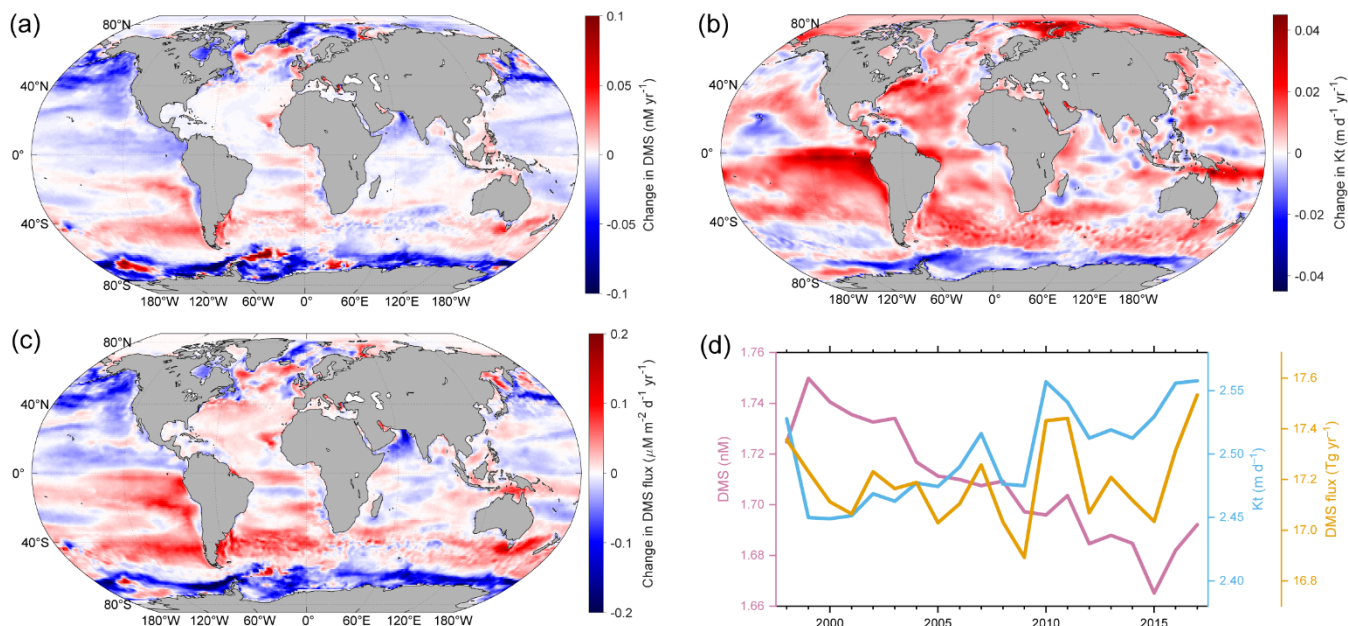 (a)
80°N
40°N
0°
40°S
80°S
180°W 120°W 60°W 0° 60°E 120°E 180°W
0.1
0.05
0
-0.05
-0.1
Change in DMS (nM yr⁻¹)
(b)
80°N
40°N
0°
40°S
80°S
180°W 120°W 60°W 0° 60°E 120°E 180°W
0.04
0.02
0
-0.02
-0.04
Change in Kt (m d⁻¹ yr⁻¹)
(c)
80°N
40°N
0°
40°S
80°S
180°W 120°W 60°W 0° 60°E 120°E 180°W
0.2
0.1
0
-0.1
-0.2
Change in DMS flux (μM m⁻² d⁻¹ yr⁻¹)
(d)
1.76
1.74
1.72
1.70
1.68
1.66
DMS (nM)
2.55
2.50
2.45
2.40
Kt (m d⁻¹)
17.6
17.4
17.2
17.0
16.8
DMS flux (Tg yr⁻¹)
2000 2005 2010 2015